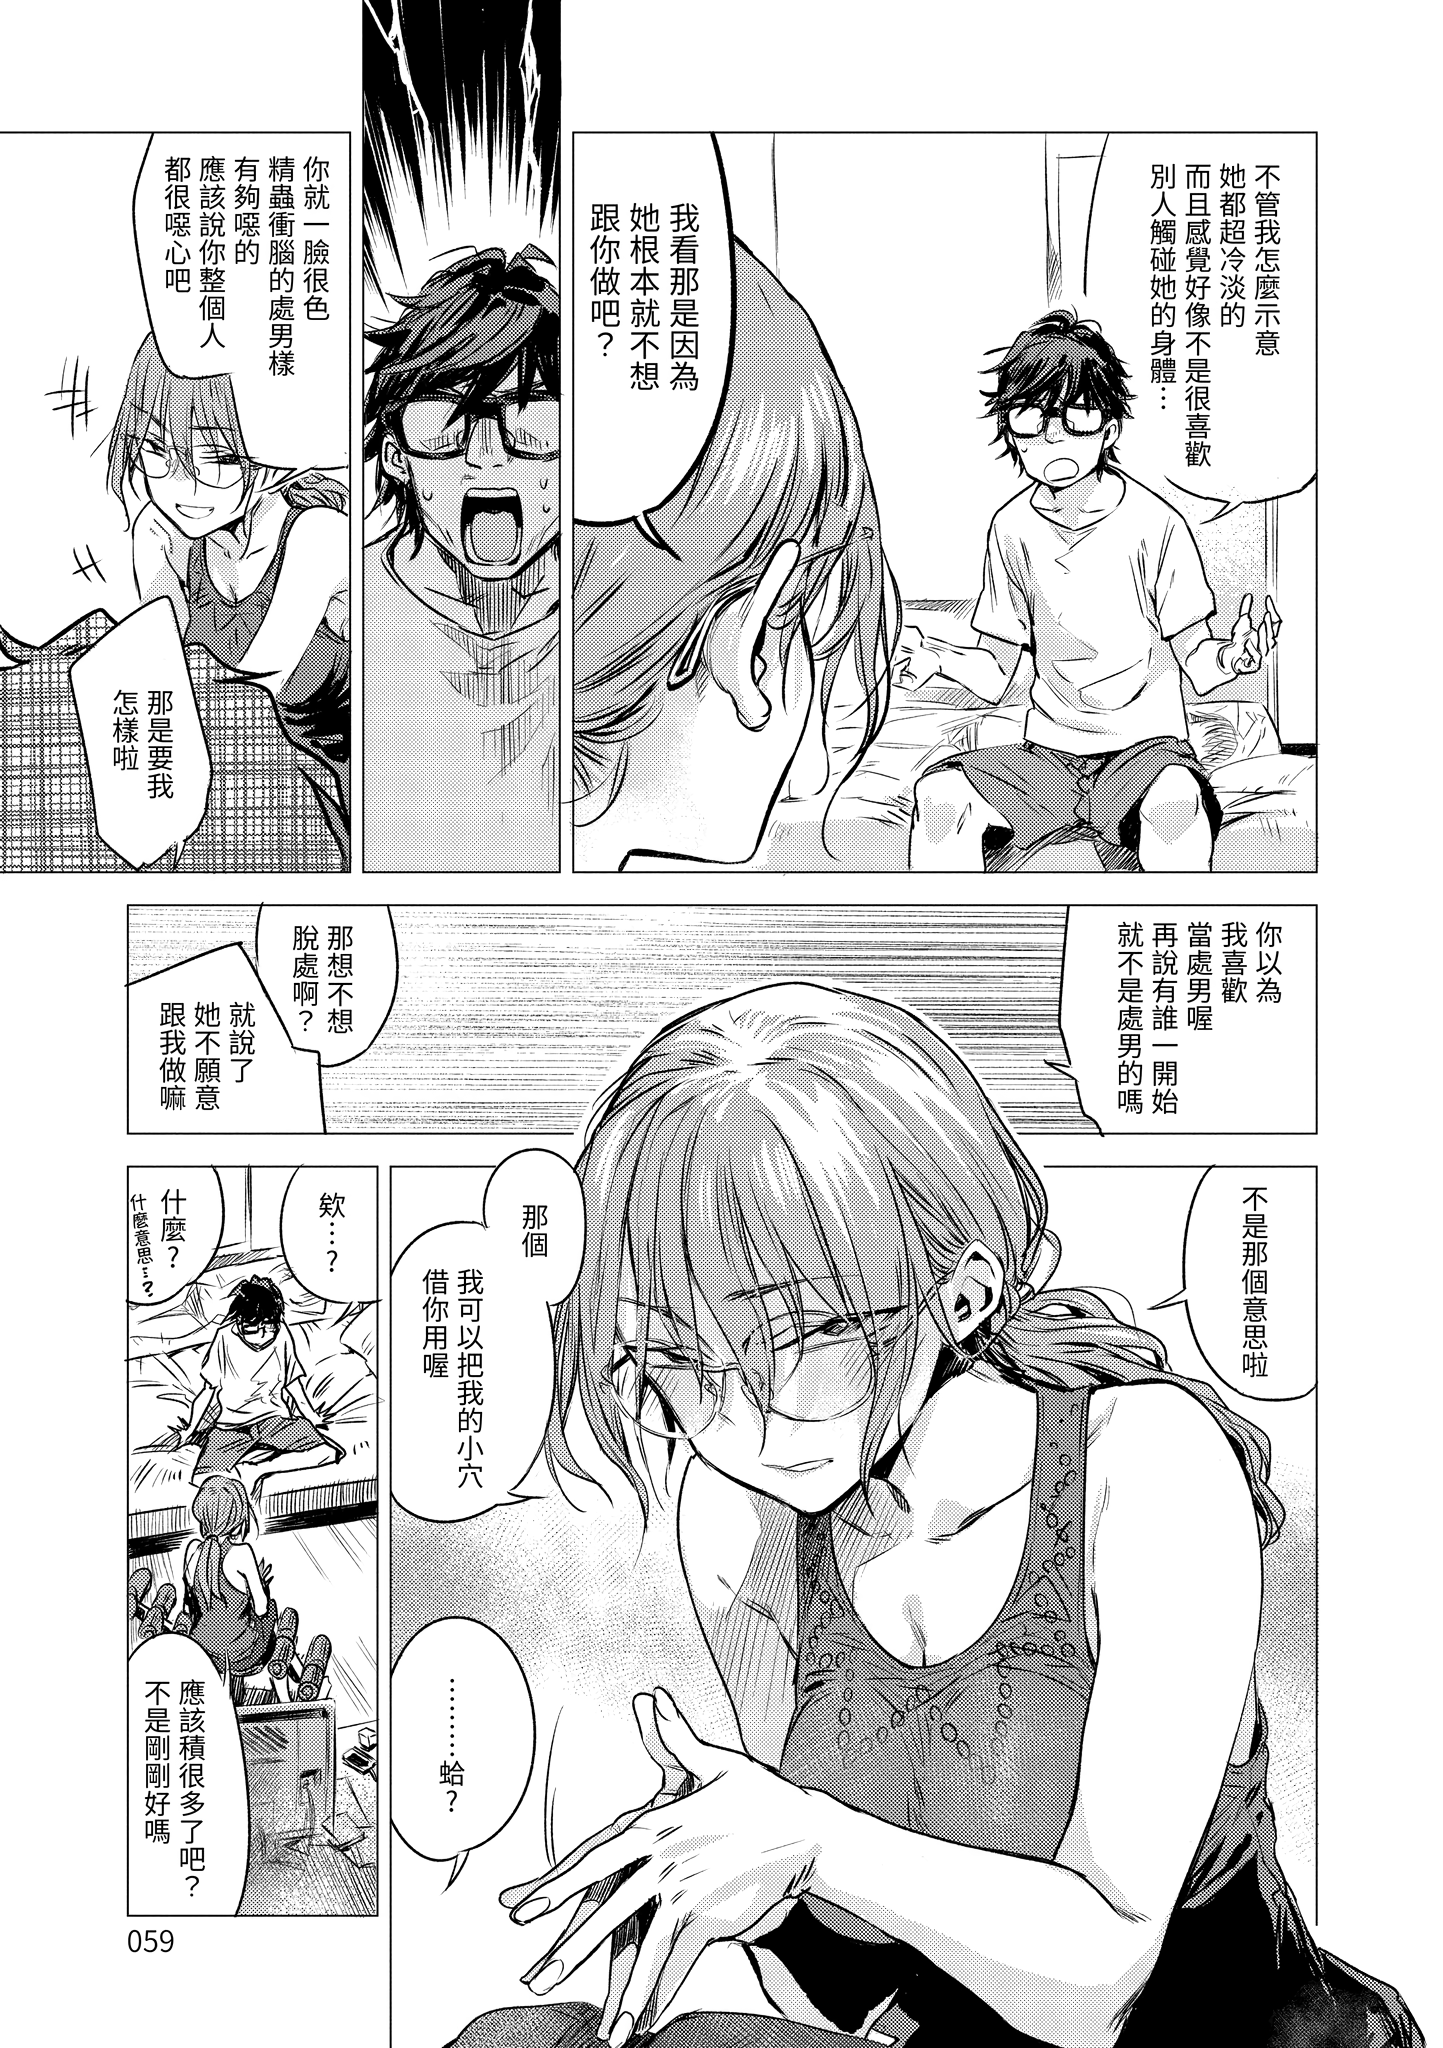 不管我怎麼示意
她都超冷淡的
而且感覺好像不是很喜歡
別人觸碰她的身體…
我看那是因為
她根本就不想
跟你做吧？
你就一臉很色
精蟲衝腦的處男樣
有夠噁的
應該說你整個人
都很噁心吧
那是要我
怎樣啦
你以為
我喜歡
當處男喔
再說有誰一開始
就不是處男的嗎
那想不想
脫處啊？
就說了
她不願意
跟我做嘛
不是那個意思啦
那個
我可以把我的小穴
借你用喔
………蛤？
欸…？
什麼？
什麼意思…？
應該積很多了吧？
不是剛剛好嗎
059